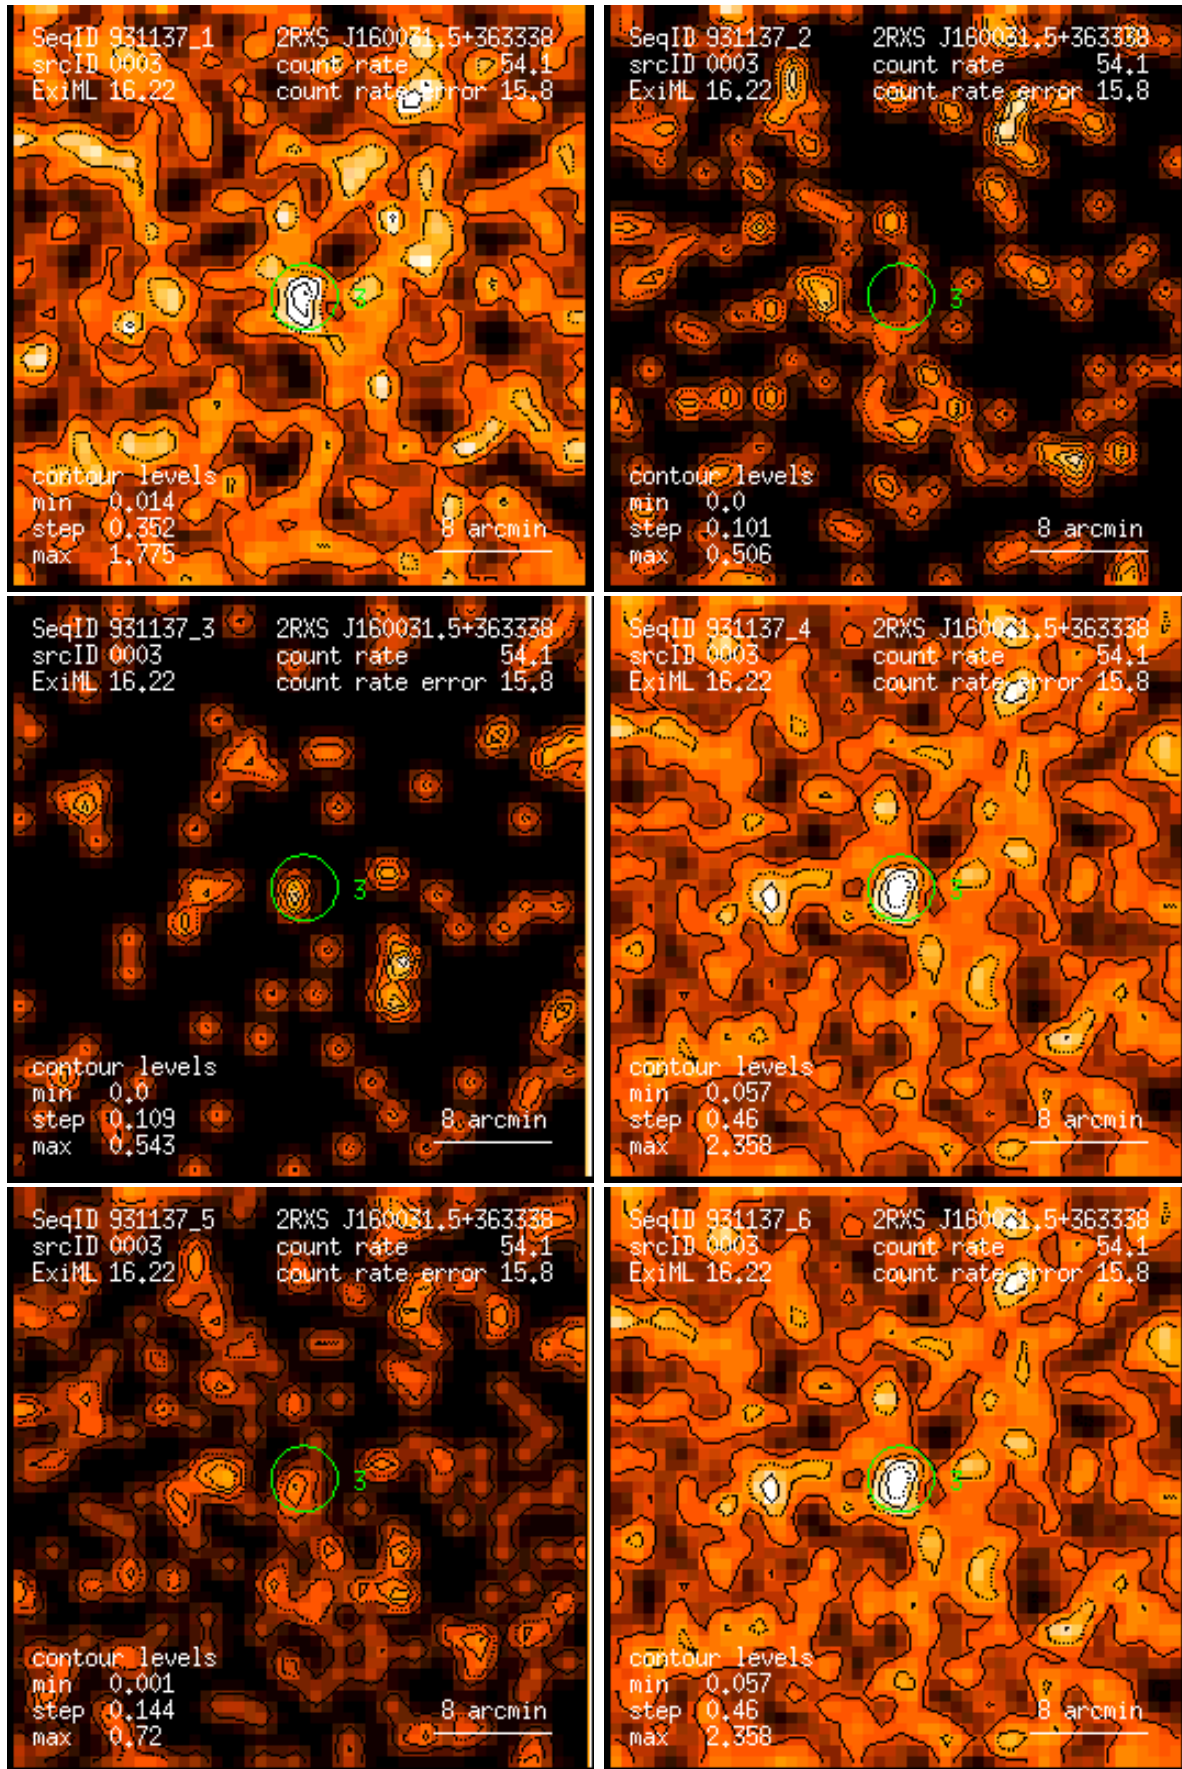 SeqID 931137_1 2RXS J160031.5+363338
srcID 0003 count rate 54.1
ExiML 16.22 count rate error 15.8
3
contour levels
min 0.014
step 0.352 8 arcmin
max 1.775
SeqID 931137_2 2RXS J160031.5+363338
srcID 0003 count rate 54.1
ExiML 16.22 count rate error 15.8
3
contour levels
min 0.0
step 0.101 8 arcmin
max 0.506
SeqID 931137_3 2RXS J160031.5+363338
srcID 0003 count rate 54.1
ExiML 16.22 count rate error 15.8
3
contour levels
min 0.0
step 0.109 8 arcmin
max 0.543
SeqID 931137_4 2RXS J160031.5+363338
srcID 0003 count rate 54.1
ExiML 16.22 count rate error 15.8
3
contour levels
min 0.057
step 0.46 8 arcmin
max 2.358
SeqID 931137_5 2RXS J160031.5+363338
srcID 0003 count rate 54.1
ExiML 16.22 count rate error 15.8
3
contour levels
min 0.001
step 0.144 8 arcmin
max 0.72
SeqID 931137_6 2RXS J160031.5+363338
srcID 0003 count rate 54.1
ExiML 16.22 count rate error 15.8
3
contour levels
min 0.057
step 0.46 8 arcmin
max 2.358